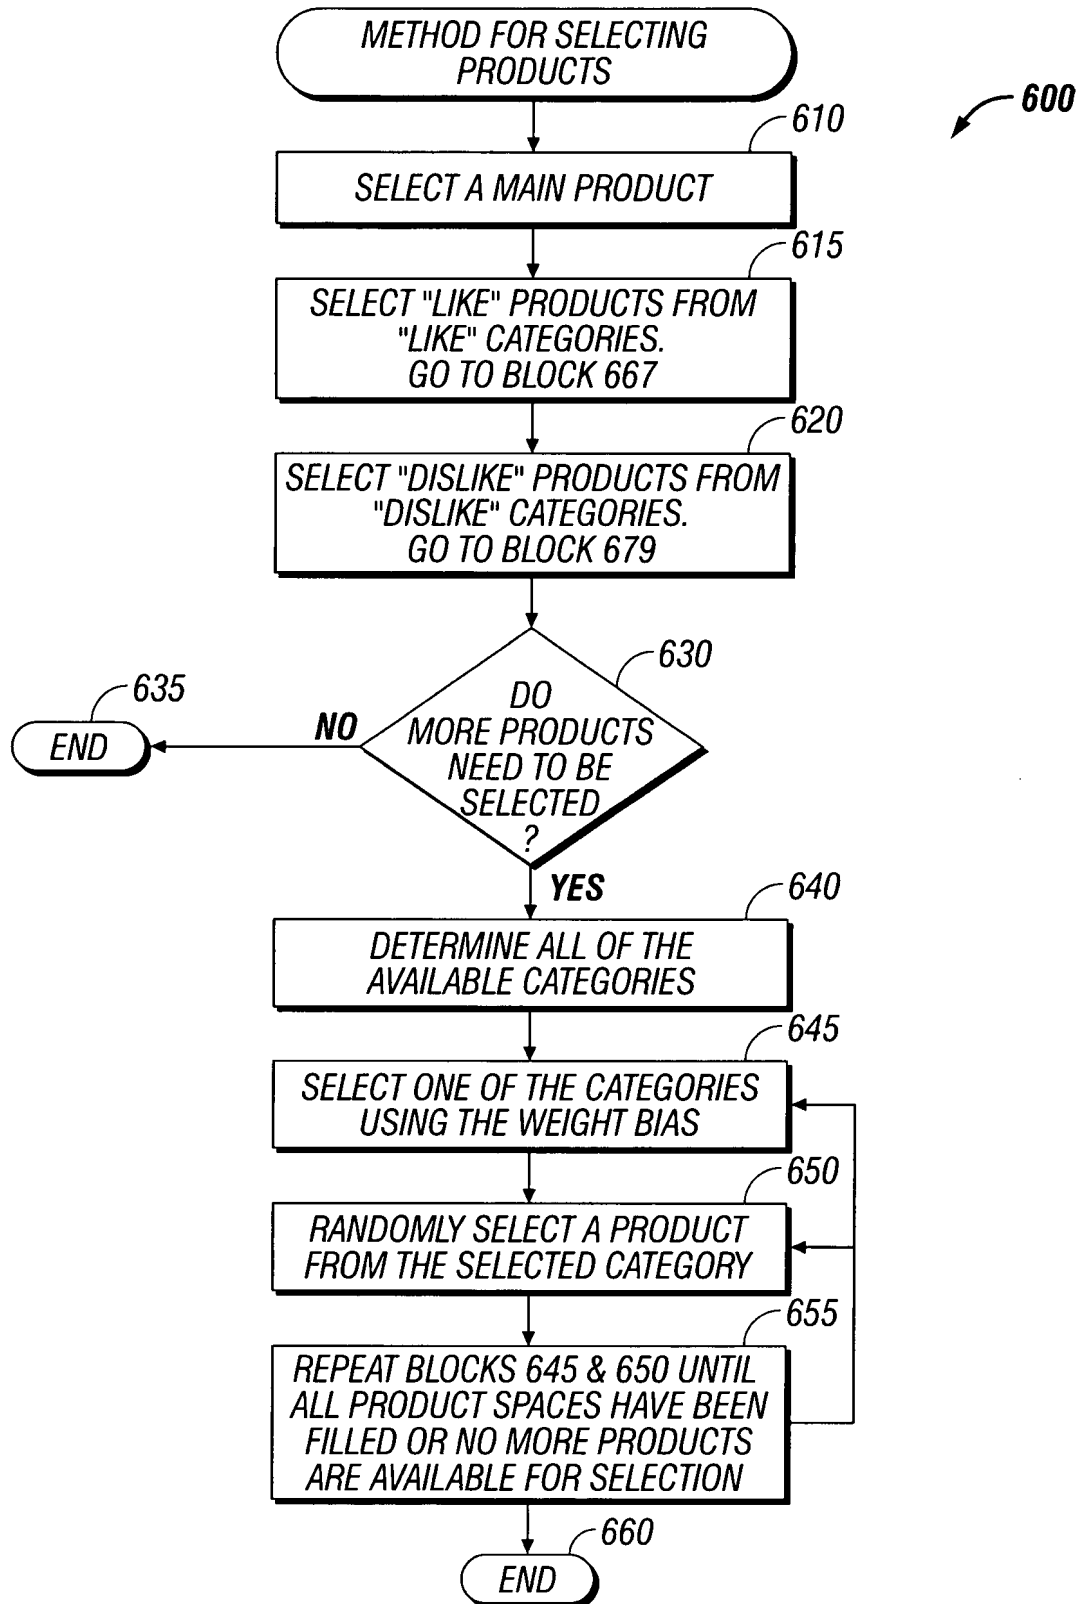 METHOD FOR SELECTING
PRODUCTS
600
610
SELECT A MAIN PRODUCT
615
SELECT "LIKE" PRODUCTS FROM
"LIKE" CATEGORIES.
GO TO BLOCK 667
620
SELECT "DISLIKE" PRODUCTS FROM
"DISLIKE" CATEGORIES.
GO TO BLOCK 679
630
DO
MORE PRODUCTS
NEED TO BE
SELECTED
?
635
END
NO
YES
640
DETERMINE ALL OF THE
AVAILABLE CATEGORIES
645
SELECT ONE OF THE CATEGORIES
USING THE WEIGHT BIAS
650
RANDOMLY SELECT A PRODUCT
FROM THE SELECTED CATEGORY
655
REPEAT BLOCKS 645 & 650 UNTIL
ALL PRODUCT SPACES HAVE BEEN
FILLED OR NO MORE PRODUCTS
ARE AVAILABLE FOR SELECTION
660
END